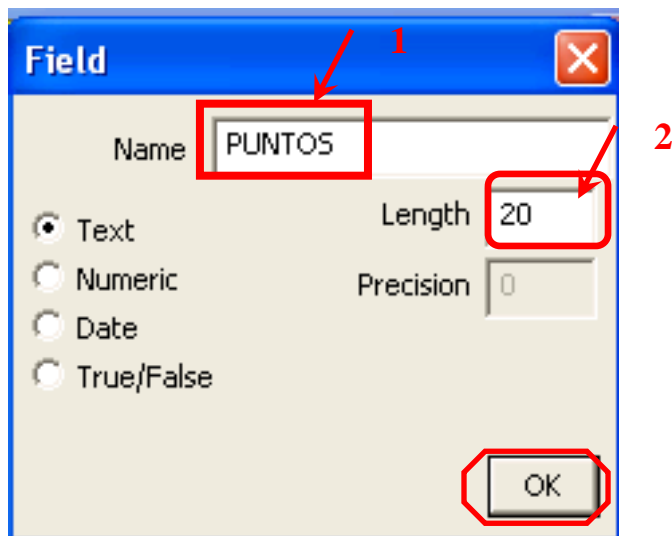 1
Field
Name PUNTOS
2
Length 20
Text
Numeric
Precision 0
Date
True/False
OK